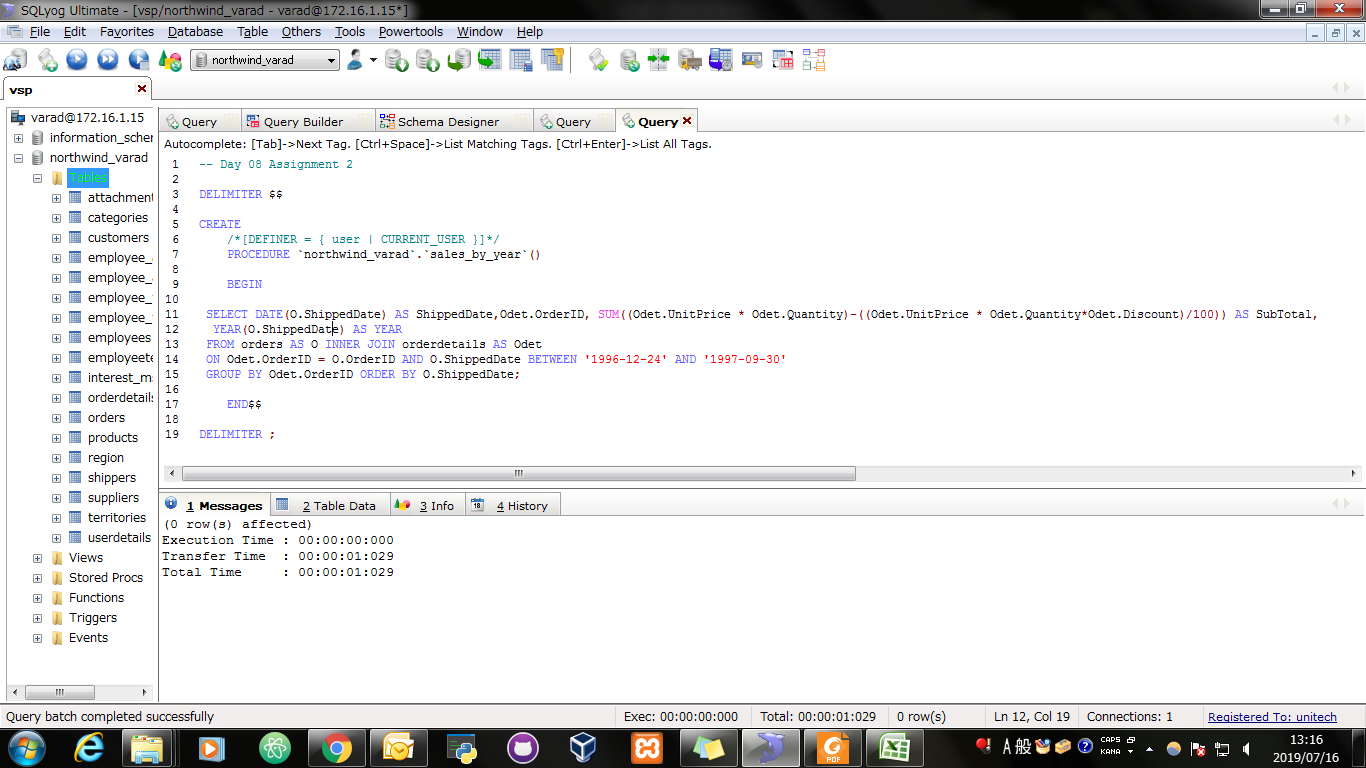 SQLyog Ultimate - [vsp/northwind_varad - varad@172.16.1.15*]
File Edit Favorites Database Table Others Tools Powertools Window Help
northwind_varad
vsp
varad@172.16.1.15
information_scher
northwind_varad
Tables
attachment
categories
customers
employee_
employee_
employee_
employee_
employees
employeete
interest_m
orderdetails
orders
products
region
shippers
suppliers
territories
userdetails
Views
Stored Procs
Functions
Triggers
Events
Query Query Builder Schema Designer Query Query
Autocomplete: [Tab]->Next Tag. [Ctrl+Space]->List Matching Tags. [Ctrl+Enter]->List All Tags.
1 -- Day 08 Assignment 2
2
3 DELIMITER $$
4
5 CREATE
6 /*[DEFINER = { user | CURRENT_USER }]*/
7 PROCEDURE `northwind_varad`.`sales_by_year`()
8
9 BEGIN
10
11 SELECT DATE(O.ShippedDate) AS ShippedDate,Odet.OrderID, SUM((Odet.UnitPrice * Odet.Quantity)-((Odet.UnitPrice * Odet.Quantity*Odet.Discount)/100)) AS SubTotal,
12 YEAR(O.ShippedDate) AS YEAR
13 FROM orders AS O INNER JOIN orderdetails AS Odet
14 ON Odet.OrderID = O.OrderID AND O.ShippedDate BETWEEN '1996-12-24' AND '1997-09-30'
15 GROUP BY Odet.OrderID ORDER BY O.ShippedDate;
16
17 END$$
18
19 DELIMITER ;
1 Messages 2 Table Data 3 Info 4 History
(0 row(s) affected)
Execution Time : 00:00:00:000
Transfer Time : 00:00:01:029
Total Time : 00:00:01:029
Query batch completed successfully Exec: 00:00:00:000 Total: 00:00:01:029 0 row(s) Ln 12, Col 19 Connections: 1 Registered To: unitech
PDF
A 般 CAPS KANA
13:16
2019/07/16